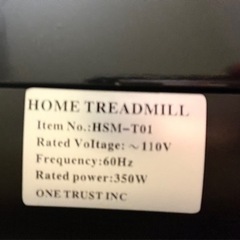 HOME TREADMILL
Item No.:HSM-T01
Rated Voltage: ~110V
Frequency:60Hz
Rated power:350W
ONE TRUST INC